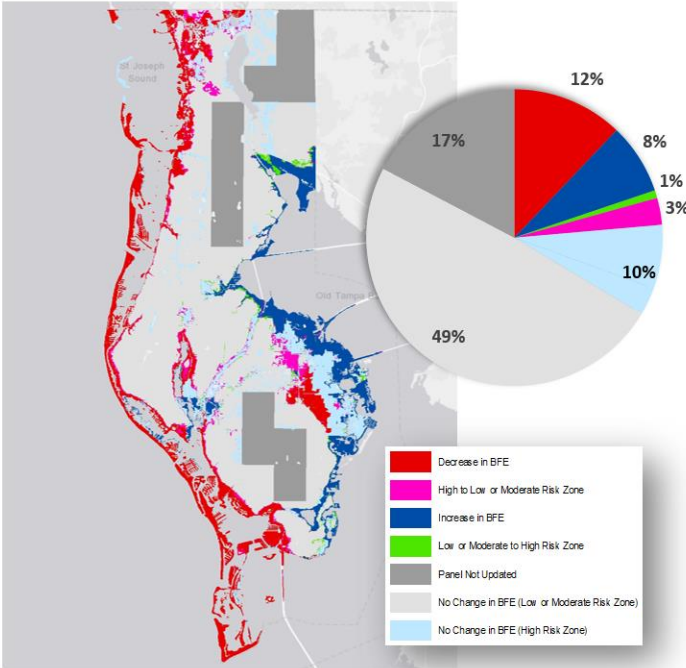 St Joseph
Sound
12%
8%
1%
3%
10%
49%
17%
Old Tampa
Decrease in BFE
High to Low or Moderate Risk Zone
Increase in BFE
Low or Moderate to High Risk Zone
Panel Not Updated
No Change in BFE (Low or Moderate Risk Zone)
No Change in BFE (High Risk Zone)